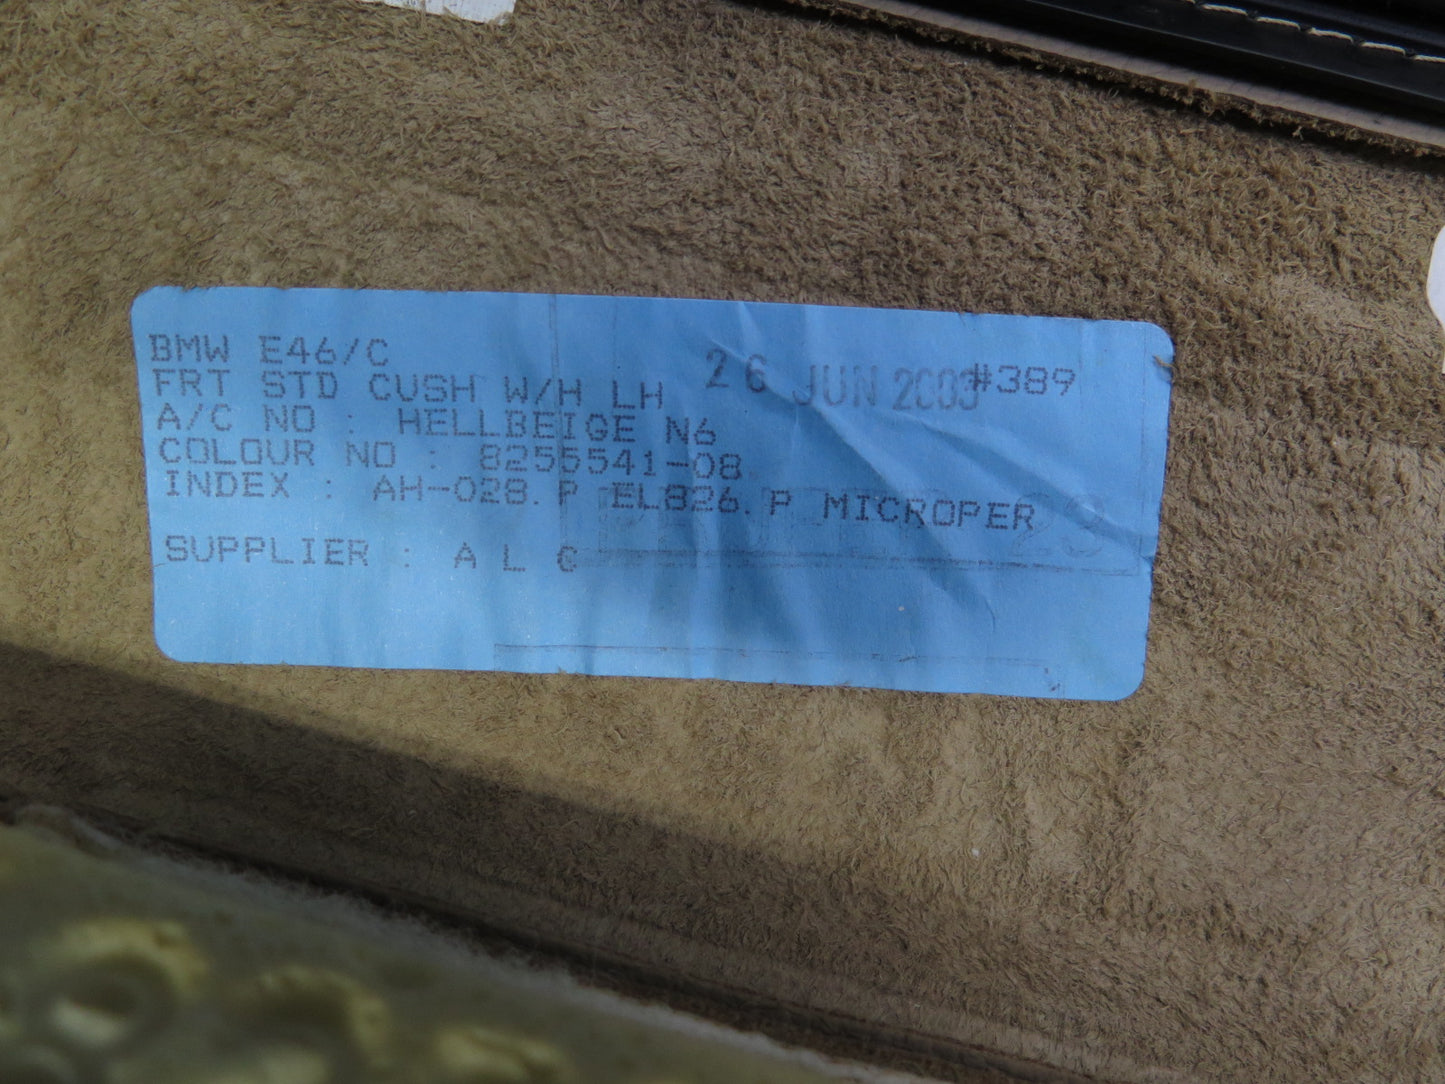 BMW E46/C
FRT STD CUSH W/H LH 26 JUN 2003 #389
A/C NO : HELLBEIGE N6
COLOUR NO : 8255541-08
INDEX : AH-028.P EL826.P MICROPER
23
SUPPLIER : A L C